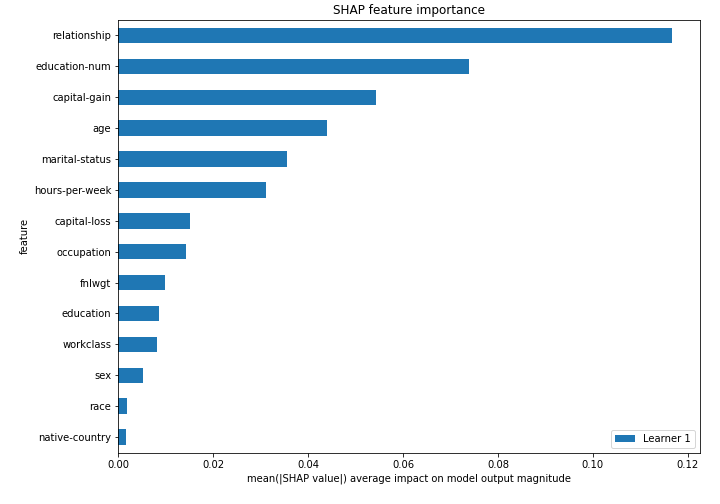 SHAP feature importance
relationship
education-num
capital-gain
age
marital-status
hours-per-week
capital-loss
occupation
fnlwgt
education
workclass
sex
race
native-country
feature
Learner 1
0.00 0.02 0.04 0.06 0.08 0.10 0.12
mean(|SHAP value|) average impact on model output magnitude